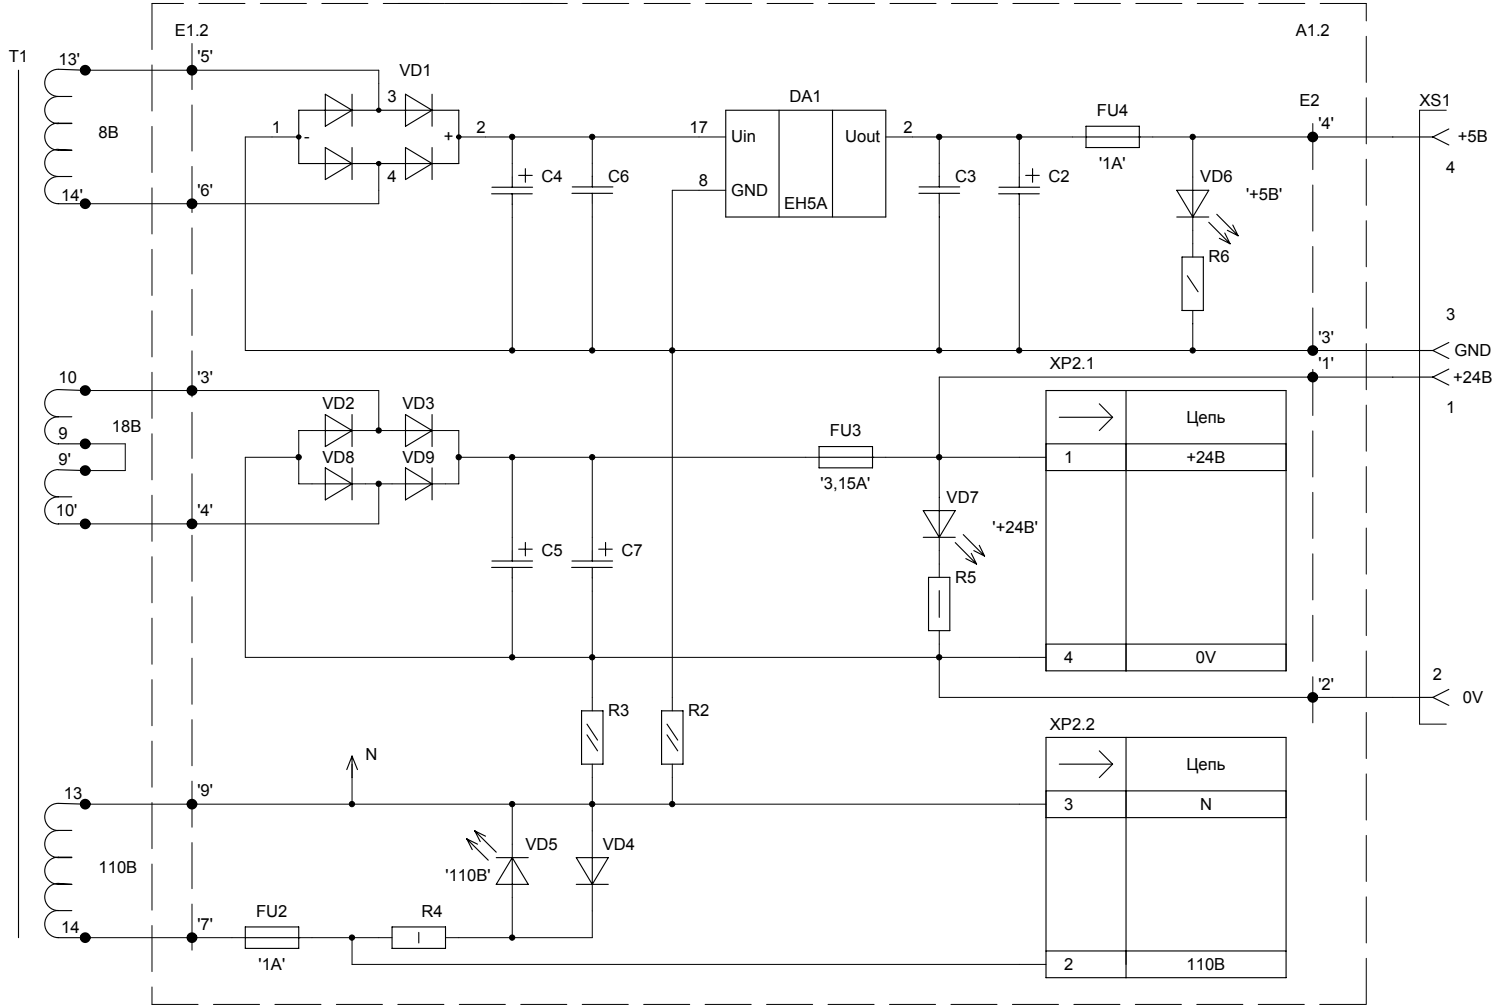 E1.2
A1.2
T1
13'
'5'
VD1
3
DA1
FU4
E2
XS1
8В
1
-
+
2
17
Uin
Uout
2
'4'
+5В
4
C4
C6
8
GND
EH5A
C3
C2
'1A'
VD6
'+5В'
4
14'
'6'
R6
3
'3'
GND
XP2.1
'1'
+24В
1
10
'3'
18В
VD2
VD3
9
9'
VD8
VD9
FU3
'3,15A'
Цепь
1
+24В
10'
'4'
VD7
'+24В'
C5
C7
R5
4
0V
2
'2'
0V
R3
R2
XP2.2
N
Цепь
13
'9'
3
N
110В
VD5
VD4
'110В'
14
'7'
FU2
R4
'1A'
2
110В